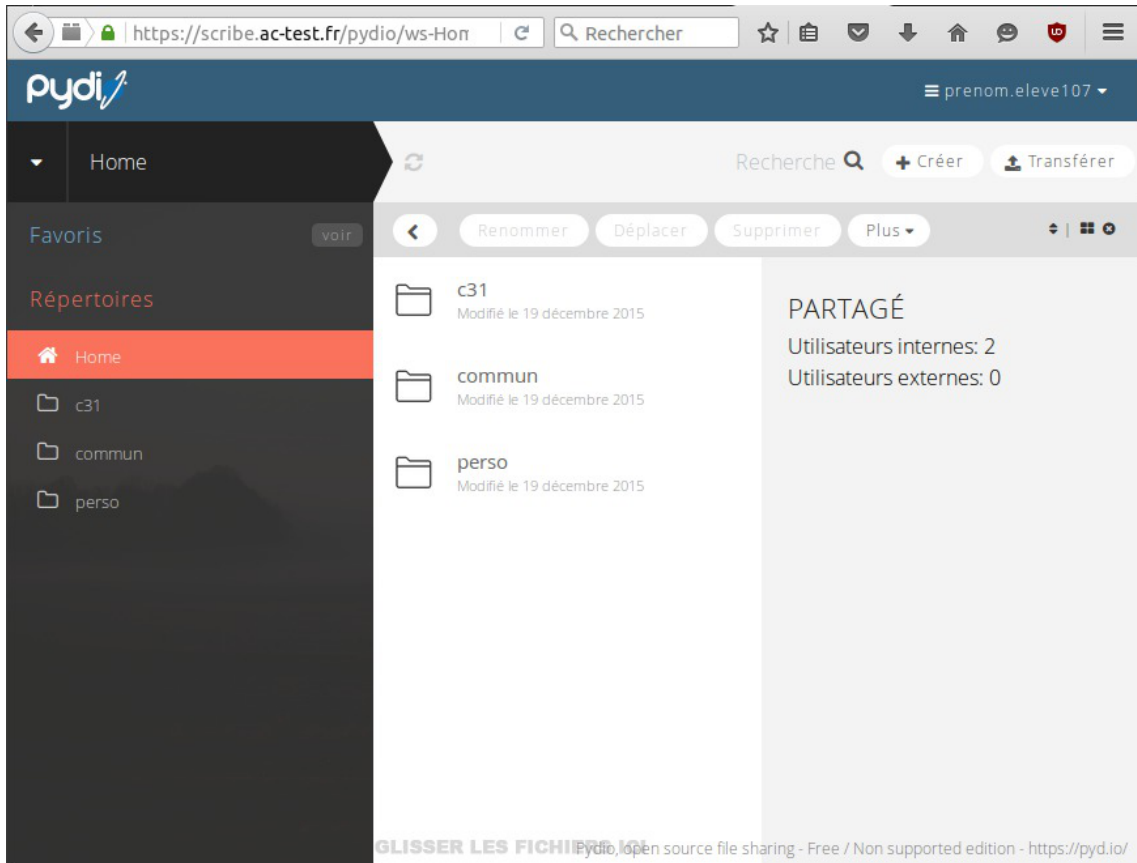 https://scribe.ac-test.fr/pydio/ws-Hom
Rechercher
pydi
prenom.eleve107
Home
Recherche
Créer
Transférer
Favoris
voir
Renommer
Déplacer
Supprimer
Plus
Répertoires
Home
c31
commun
perso
c31
Modifié le 19 décembre 2015
commun
Modifié le 19 décembre 2015
perso
Modifié le 19 décembre 2015
PARTAGÉ
Utilisateurs internes: 2
Utilisateurs externes: 0
GLISSER LES FICHIERS ICI
Pydio, open source file sharing - Free / Non supported edition - https://pyd.io/